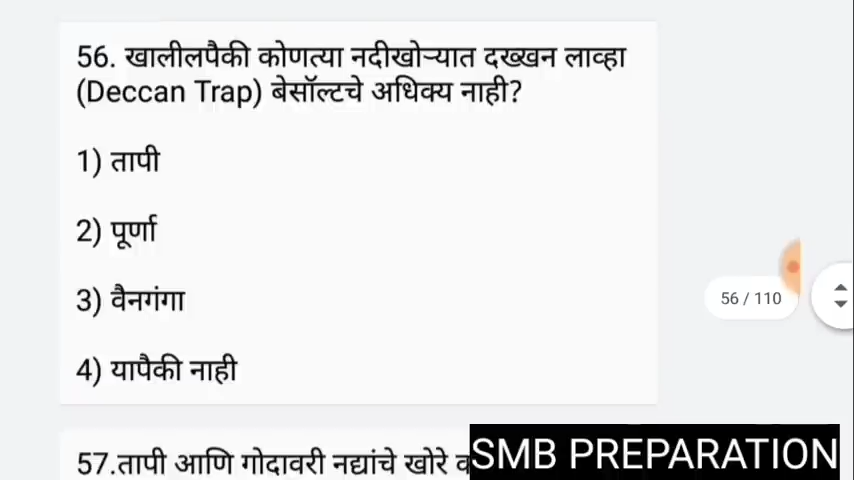 56. खालीलपैकी कोणत्या नदीखोऱ्यात दख्खन लाव्हा
(Deccan Trap) बेसॉल्टचे अधिक्य नाही?
1) तापी
2) पूर्णा
3) वैनगंगा
56 / 110
4) यापैकी नाही
57.तापी आणि गोदावरी नद्यांचे खोरे
SMB PREPARATION